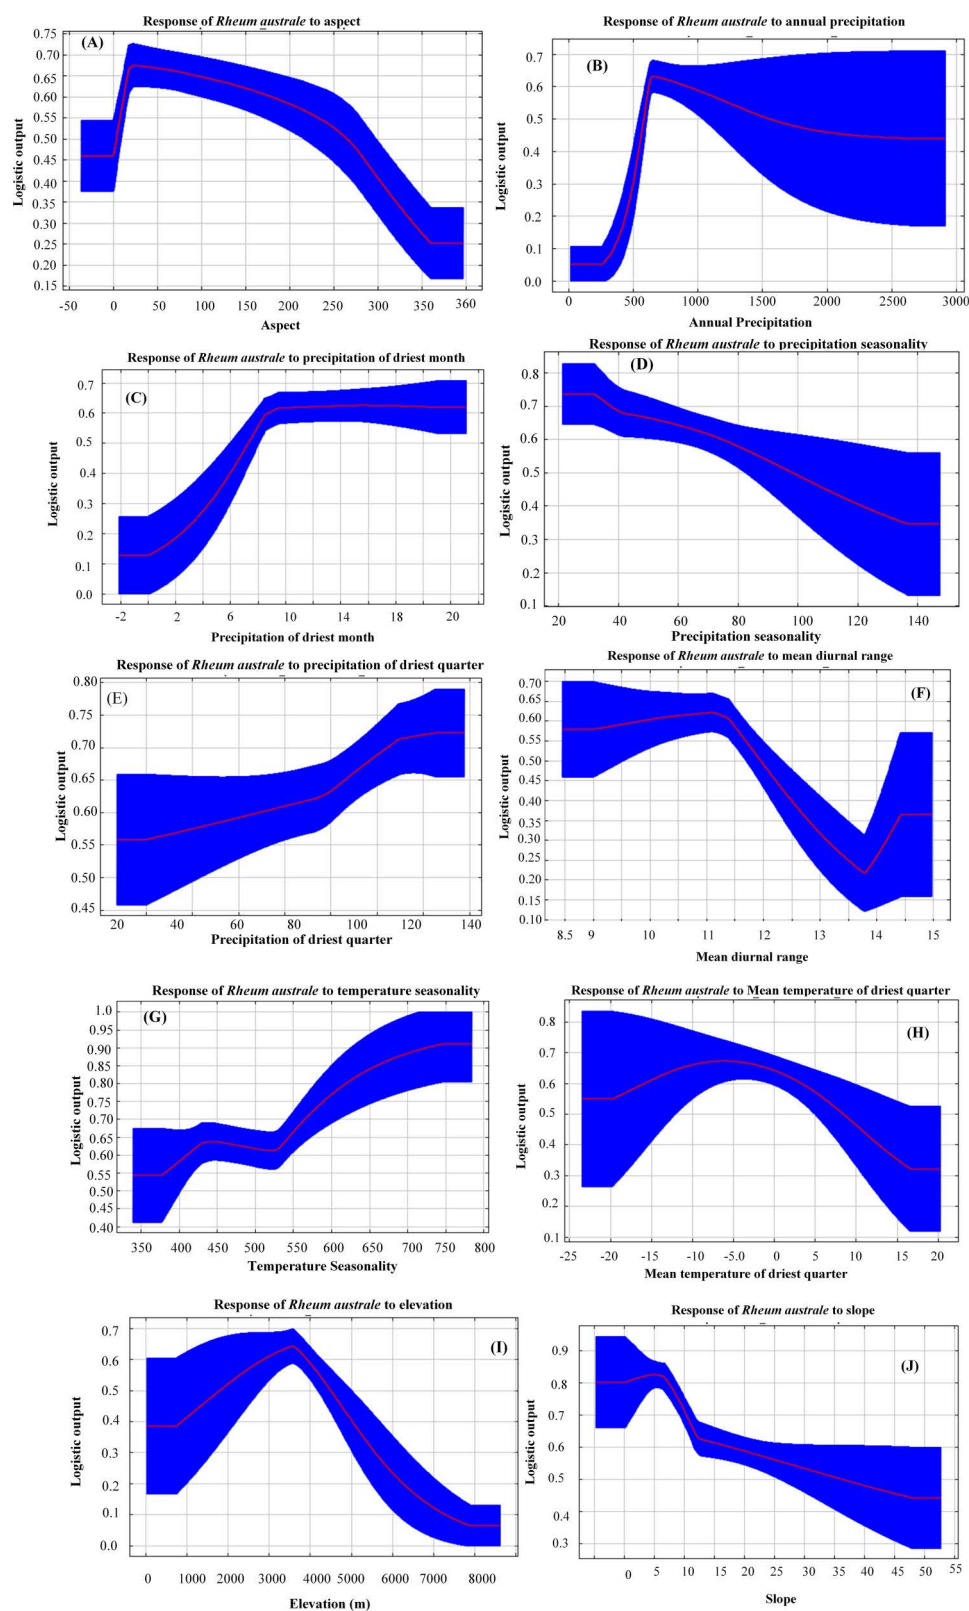 Response of Rheum australe to aspect
(A)
0.75
0.70
0.65
0.60
0.55
0.50
0.45
0.40
0.35
0.30
0.25
0.20
0.15
Logistic output
-50 0 50 100 150 200 250 300 350 360
Aspect
Response of Rheum australe to annual precipitation
(B)
0.7
0.6
0.5
0.4
0.3
0.2
0.1
0.0
Logistic output
0 500 1000 1500 2000 2500 2900 3000
Annual Precipitation
Response of Rheum australe to precipitation of driest month
(C)
0.7
0.6
0.5
0.4
0.3
0.2
0.1
0.0
Logistic output
-2 2 6 10 14 18 20
Precipitation of driest month
Response of Rheum australe to precipitation seasonality
(D)
0.8
0.7
0.6
0.5
0.4
0.3
0.2
0.1
Logistic output
20 40 60 80 100 120 140
Precipitation seasonality
Response of Rheum australe to precipitation of driest quarter
(E)
0.80
0.75
0.70
0.65
0.60
0.55
0.50
0.45
Logistic output
20 40 60 80 100 120 140
Precipitation of driest quarter
Response of Rheum australe to mean diurnal range
(F)
0.70
0.65
0.60
0.55
0.50
0.45
0.40
0.35
0.30
0.25
0.20
0.15
0.10
Logistic output
8.5 9 10 11 12 13 14 15
Mean diurnal range
Response of Rheum australe to temperature seasonality
(G)
1.0
0.95
0.90
0.85
0.80
0.75
0.70
0.65
0.60
0.55
0.50
0.45
0.40
Logistic output
350 400 450 500 550 600 650 700 750 800
Temperature Seasonality
Response of Rheum australe to Mean temperature of driest quarter
(H)
0.8
0.7
0.6
0.5
0.4
0.3
0.2
0.1
Logistic output
-25 -20 -15 -10 -5.0 0 5 10 15 20
Mean temperature of driest quarter
Response of Rheum australe to elevation
(I)
0.7
0.6
0.5
0.4
0.3
0.2
0.1
0.0
Logistic output
0 1000 2000 3000 4000 5000 6000 7000 8000
Elevation (m)
Response of Rheum australe to slope
(J)
0.9
0.8
0.7
0.6
0.5
0.4
0.3
Logistic output
0 5 10 15 20 25 30 35 40 45 50 55
Slope